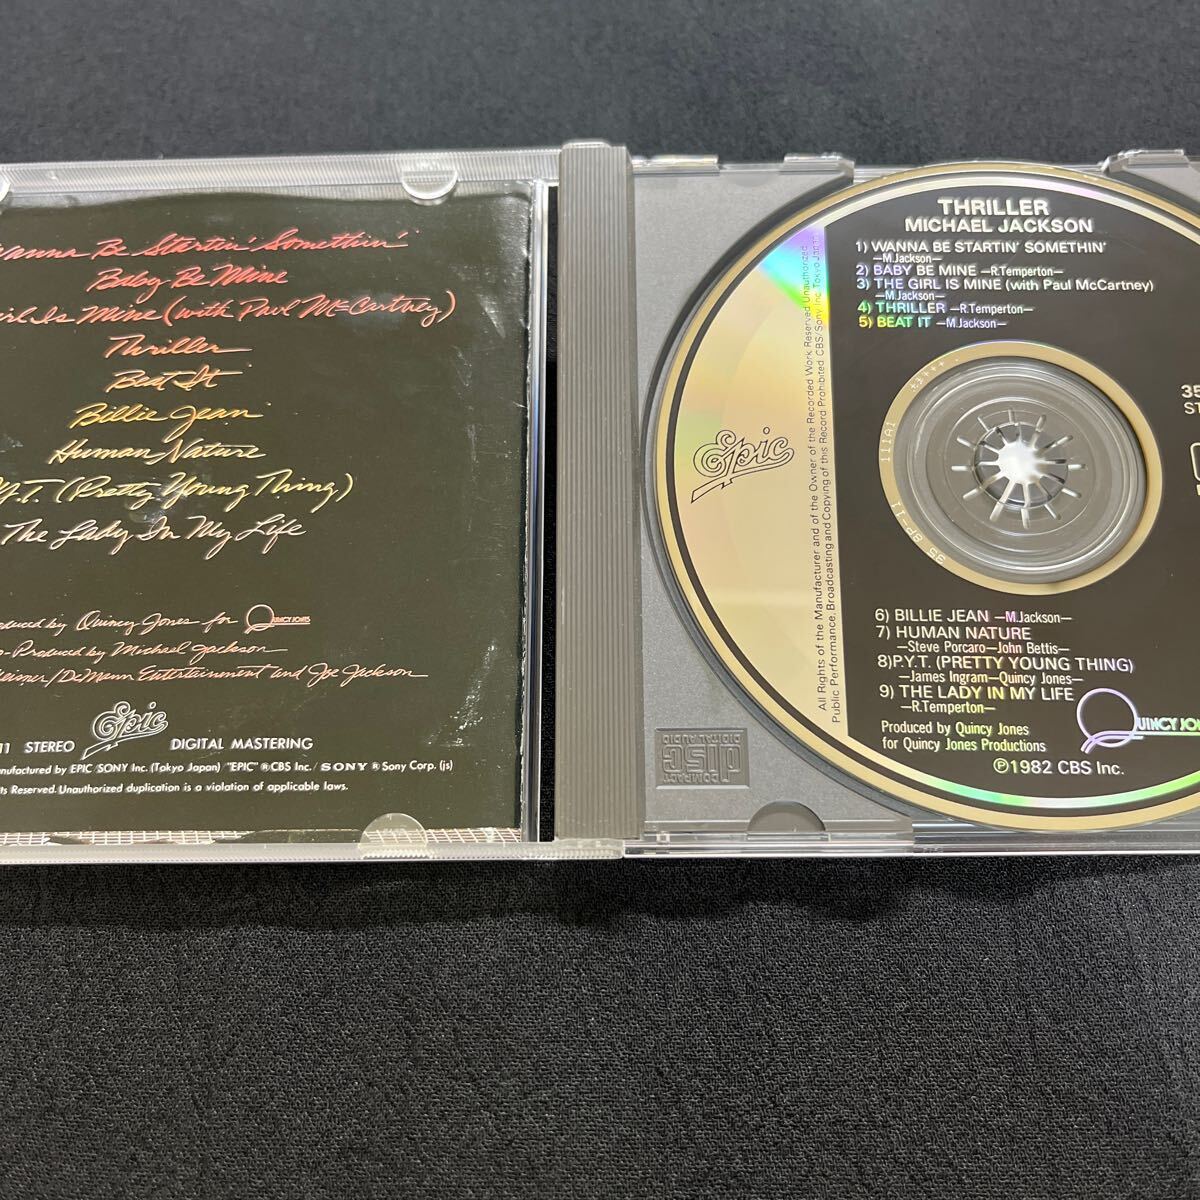 Wanna Be Startin' Somethin'
Baby Be Mine
Is Mine (with Paul McCartney)
Thriller
Beat It
Billie Jean
Human Nature
(Pretty Young Thing)
The Lady In My Life
by Quincy Jones for QUINCY JONES
by Michael Jackson
/DeMann Entertainment and Joe Jackson
Epic
11 STEREO DIGITAL MASTERING
by EPIC/SONY Inc. (Tokyo Japan)/"EPIC" ® CBS Inc./SONY ® Sony Corp. (js)
Reserved. Unauthorized duplication is a violation of applicable laws.
THRILLER
MICHAEL JACKSON
1) WANNA BE STARTIN' SOMETHIN'
—M.Jackson—
2) BABY BE MINE —R.Temperton—
3) THE GIRL IS MINE (with Paul McCartney)
—M.Jackson—
4) THRILLER —R.Temperton—
5) BEAT IT —M.Jackson—
35
ST
Epic
All Rights of the Manufacturer and of the Owner of the Recorded Work Reserved Unauthorized
Public Performance, Broadcasting and Copying of this Record Prohibited CBS/Sony Inc. Tokyo Japan
35 8P-11 111A1 +++++
6) BILLIE JEAN —M.Jackson—
7) HUMAN NATURE
—Steve Porcaro—John Bettis—
8)P.Y.T. (PRETTY YOUNG THING)
—James Ingram—Quincy Jones—
9) THE LADY IN MY LIFE
—R.Temperton—
Produced by Quincy Jones
for Quincy Jones Productions
QUINCY JON
℗1982 CBS Inc.
COMPACT
disc
DIGITAL AUDIO